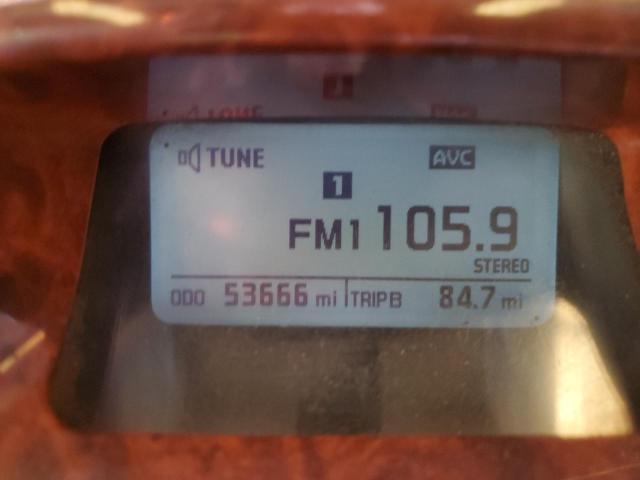 TUNE AVC
1
FM1 105.9
STEREO
ODO 53666 mi TRIP B 84.7 mi